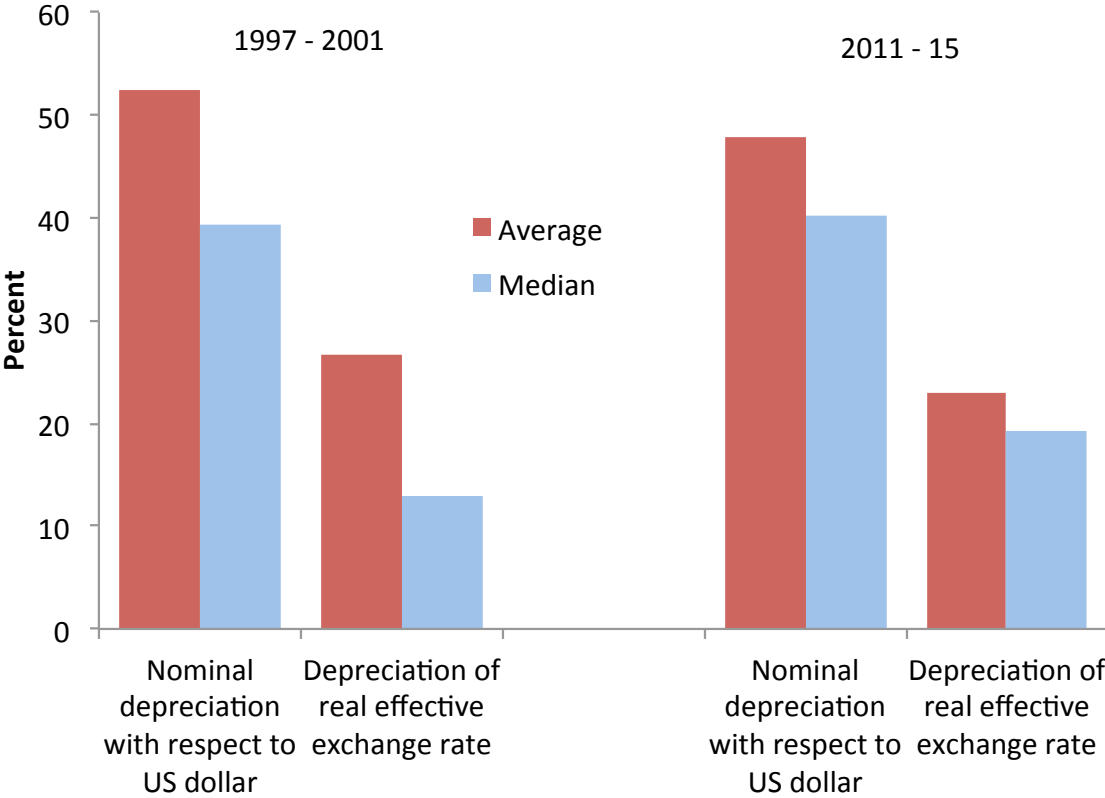 60
1997 - 2001
2011 - 15
50
40
Average
Median
30
Percent
20
10
0
Nominal
depreciation
with respect to
US dollar
Depreciation of
real effective
exchange rate
Nominal
depreciation
with respect to
US dollar
Depreciation of
real effective
exchange rate